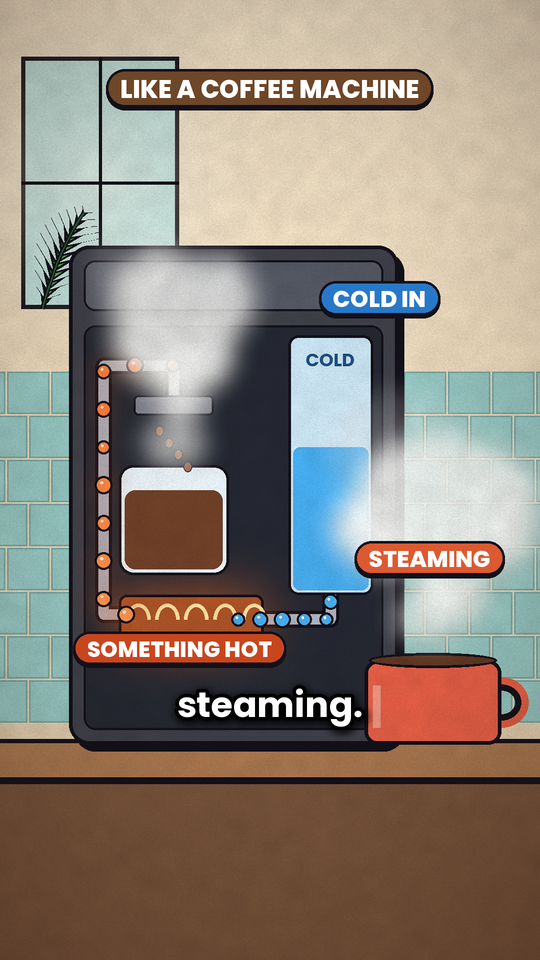 LIKE A COFFEE MACHINE
COLD IN
COLD
STEAMING
SOMETHING HOT
steaming.